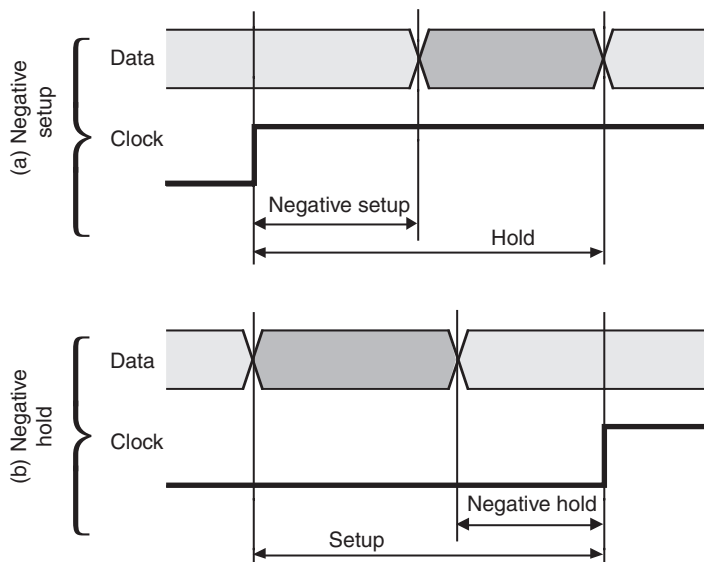 (a) Negative
setup
Data
Clock
Negative setup
Hold
(b) Negative
hold
Data
Clock
Negative hold
Setup